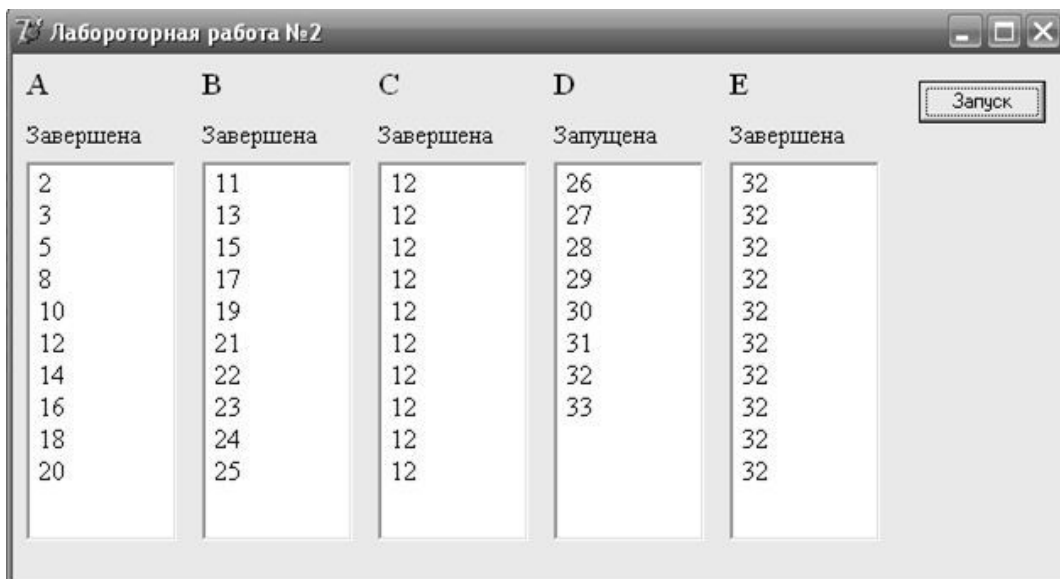 Лабороторная работа №2
A B C D E
Запуск
Завершена Завершена Завершена Запущена Завершена
2 11 12 26 32
3 13 12 27 32
5 15 12 28 32
8 17 12 29 32
10 19 12 30 32
12 21 12 31 32
14 22 12 32 32
16 23 12 33 32
18 24 12 32
20 25 12 32